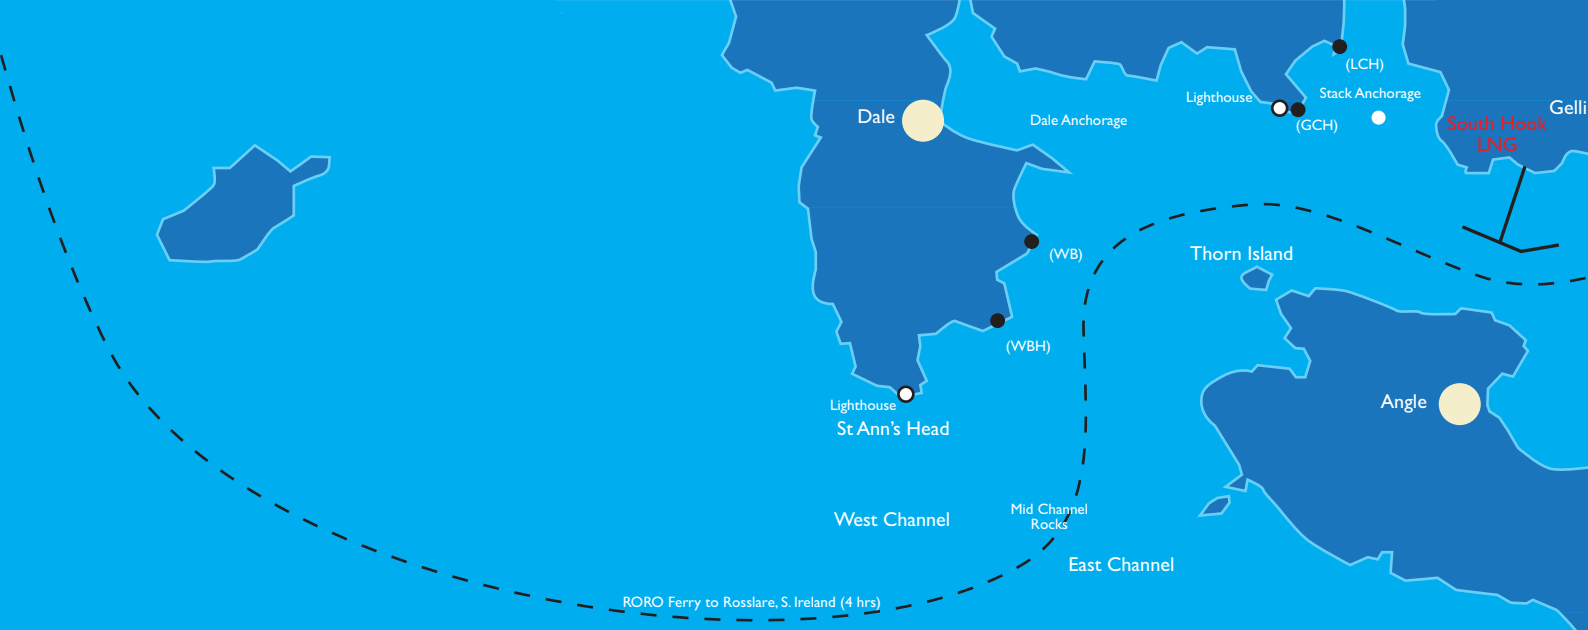 (LCH)
Stack Anchorage
Lighthouse
Gelli
Dale
Dale Anchorage
(GCH)
South Hook
LNG
(WB)
Thorn Island
(WBH)
Lighthouse
Angle
St Ann's Head
Mid Channel
Rocks
West Channel
East Channel
RORO Ferry to Rosslare, S. Ireland (4 hrs)